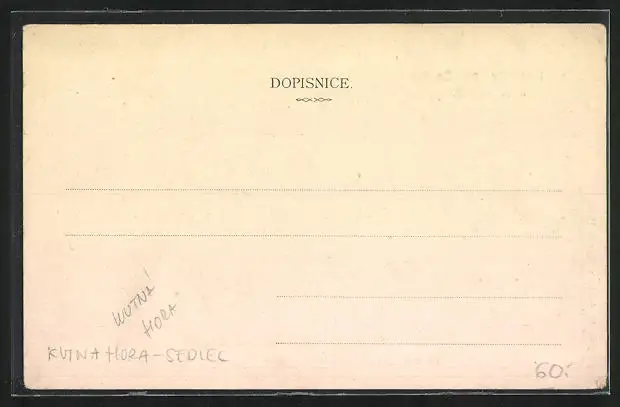 DOPISNICE.
KUTNÁ
HORA
KUTNA HORA-SEDLEC
60.